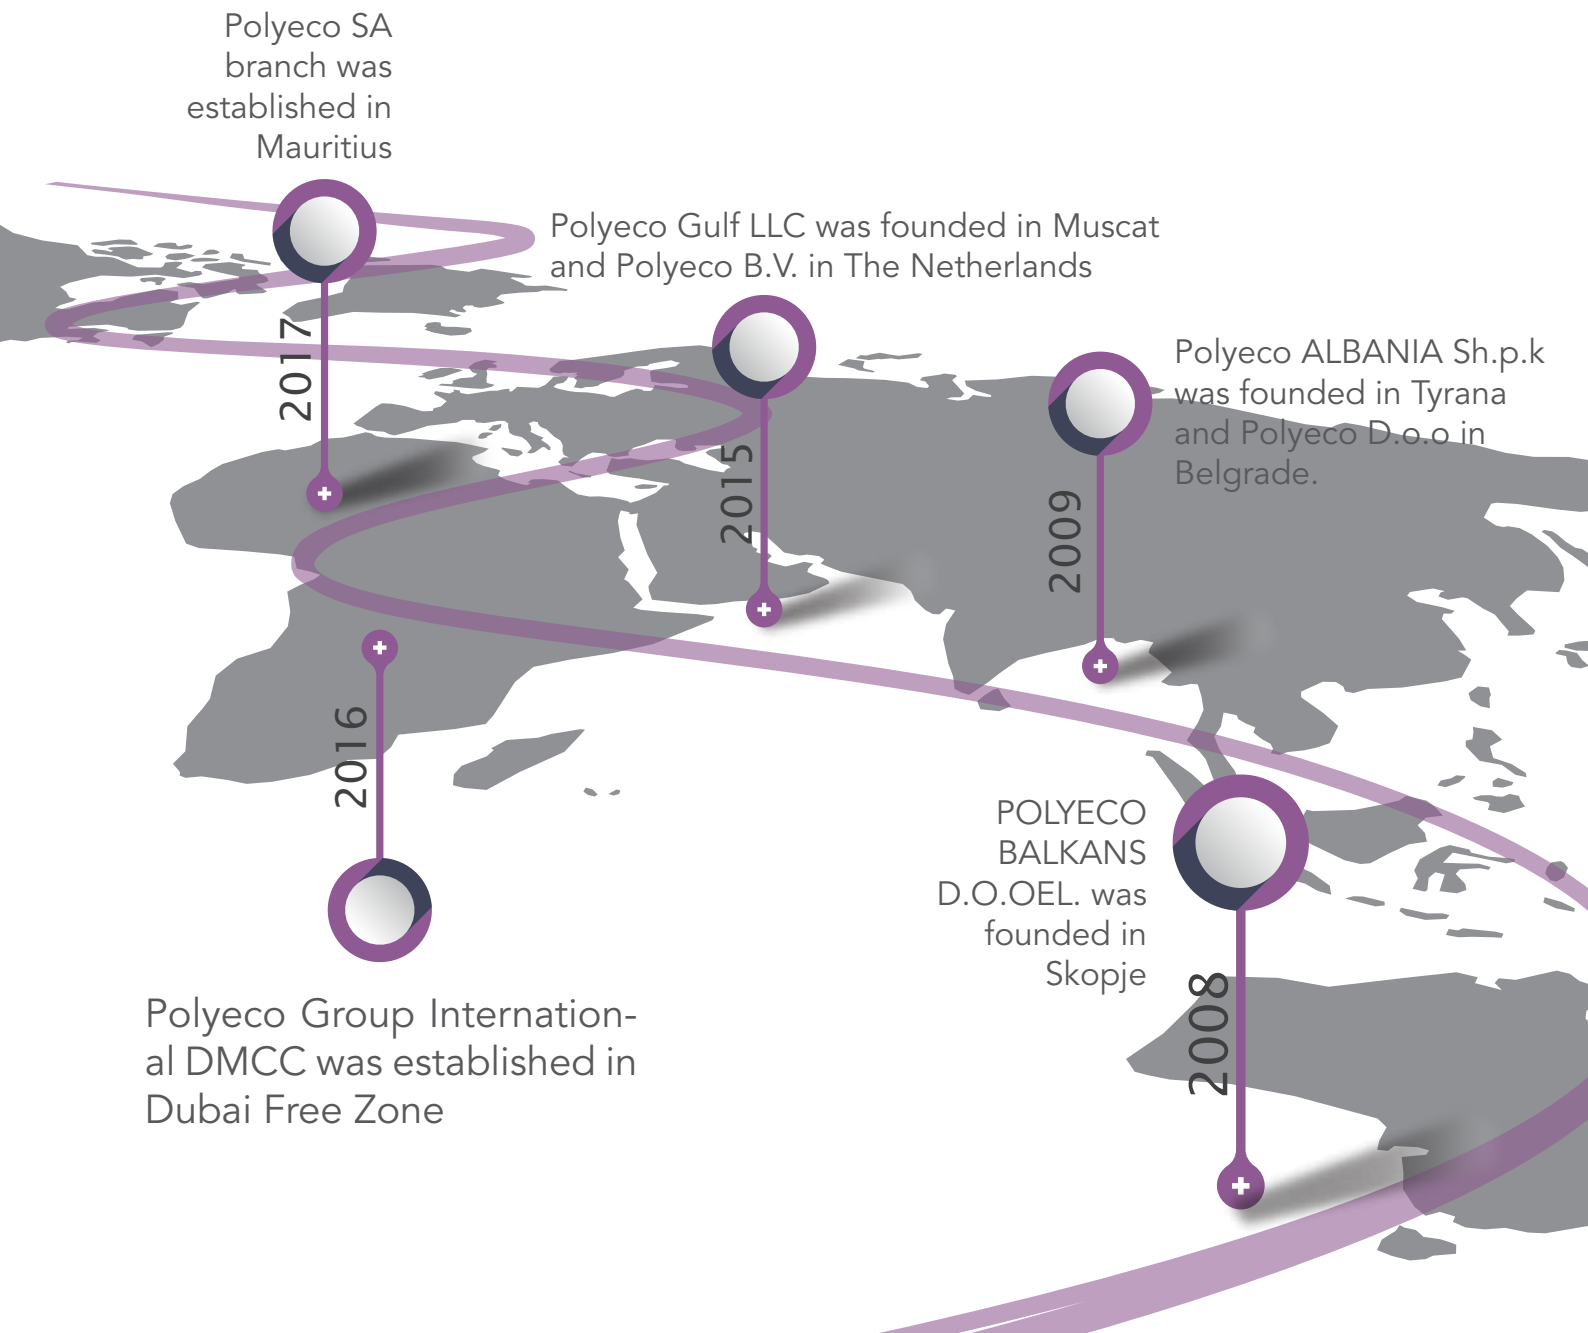 Polyeco SA
branch was
established in
Mauritius
2017
Polyeco Gulf LLC was founded in Muscat
and Polyeco B.V. in The Netherlands
2015
Polyeco ALBANIA Sh.p.k
was founded in Tyrana
and Polyeco D.o.o in
Belgrade.
2009
2016
Polyeco Group Internation-
al DMCC was established in
Dubai Free Zone
POLYECO
BALKANS
D.O.OEL. was
founded in
Skopje
2008